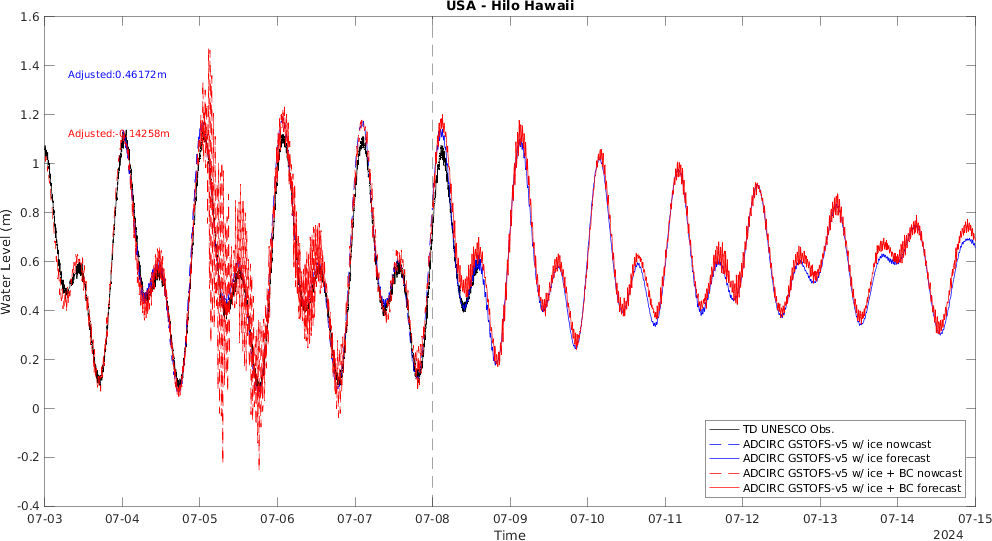 USA - Hilo Hawaii
1.6
1.4
1.2
1
0.8
0.6
0.4
0.2
0
-0.2
-0.4
Water Level (m)
Adjusted:0.46172m
Adjusted:-0.14258m
TD UNESCO Obs.
ADCIRC GSTOFS-v5 w/ ice nowcast
ADCIRC GSTOFS-v5 w/ ice forecast
ADCIRC GSTOFS-v5 w/ ice + BC nowcast
ADCIRC GSTOFS-v5 w/ ice + BC forecast
07-03 07-04 07-05 07-06 07-07 07-08 07-09 07-10 07-11 07-12 07-13 07-14 07-15
Time
2024